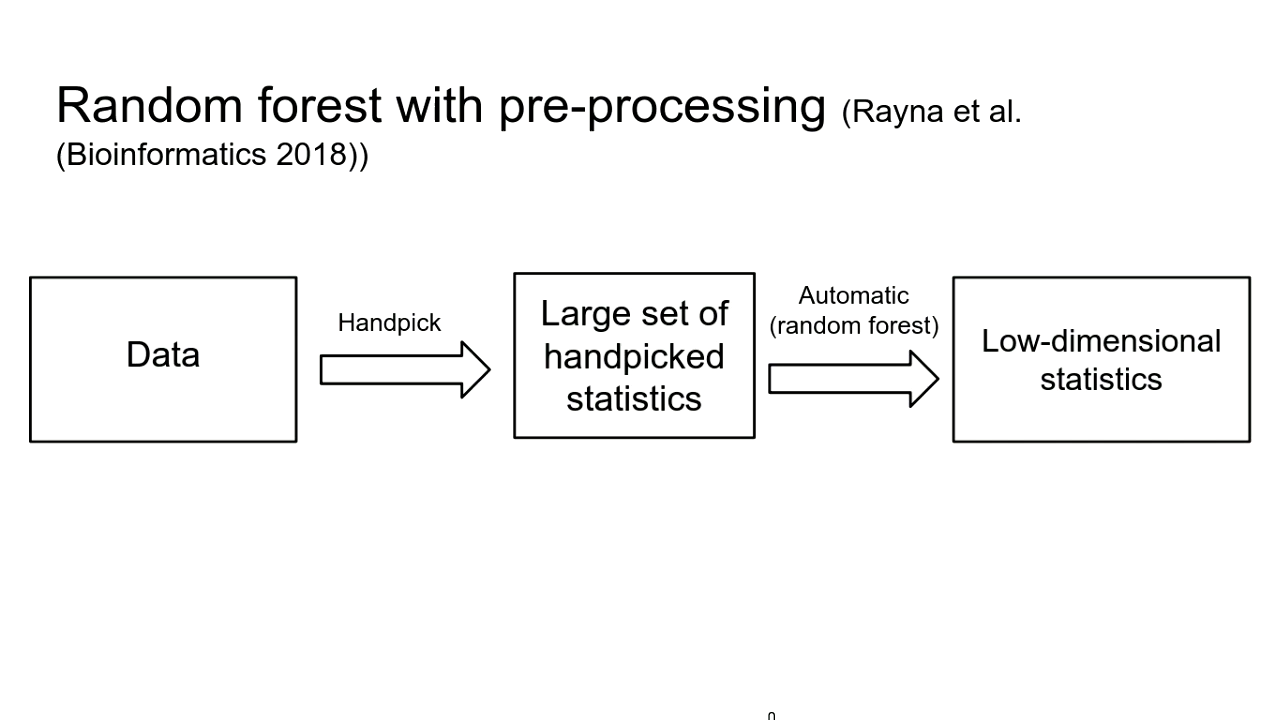 Random forest with pre-processing (Rayna et al.
(Bioinformatics 2018))
Data
Handpick
Large set of
handpicked
statistics
Automatic
(random forest)
Low-dimensional
statistics